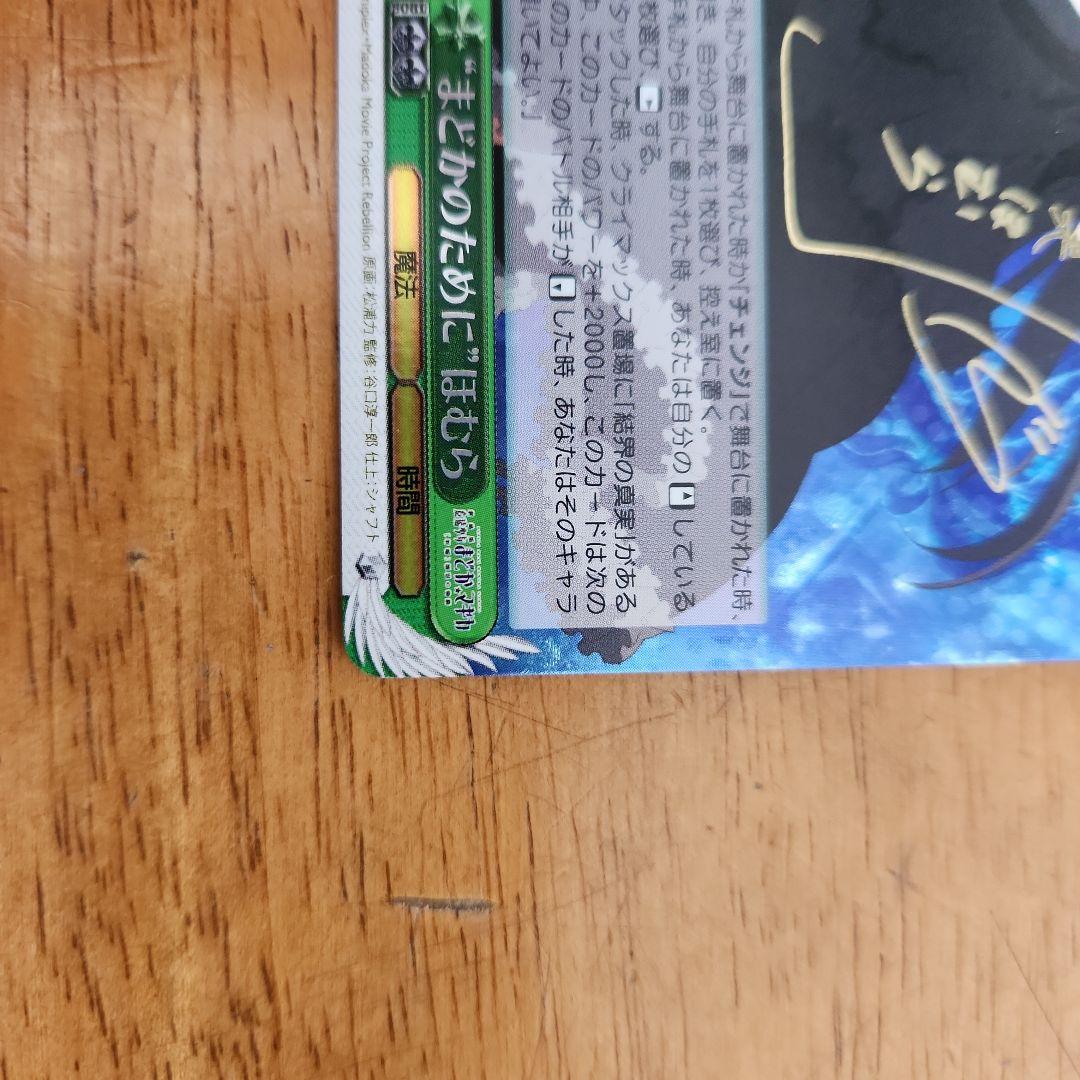 札から舞台に置かれた時か「チェンジ」で舞台に置かれた時、
き、自分の手札を1枚選び、控え室に置く。
手札から舞台に置かれた時、あなたは自分の
している
枚選び、
する。
タックした時、クライマックス置場に「結界の真実」がある
、このカードのパワーを+2000し、このカードは次の
のカードのバトル相手が
した時、あなたはそのキャラ
置いてよい。』
“まどかのために”ほむら
魔法
時間
Madoka Movie Project Rebellion 原画:松浦力 監修:谷口淳一郎 仕上:シャフト